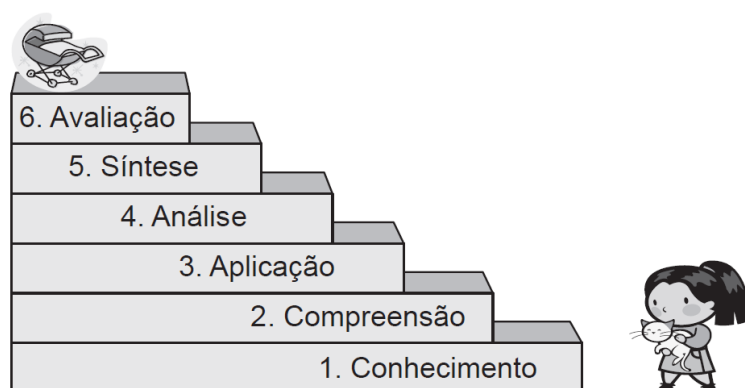 6. Avaliação
5. Síntese
4. Análise
3. Aplicação
2. Compreensão
1. Conhecimento